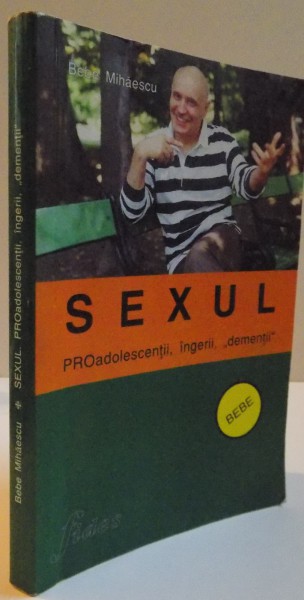 Bebe Mihăescu
SEXUL
PROadolescenții, îngerii, „demenții"
BEBE
Bebe Mihăescu ✦ SEXUL PROadolescenții, îngerii, „demenții"